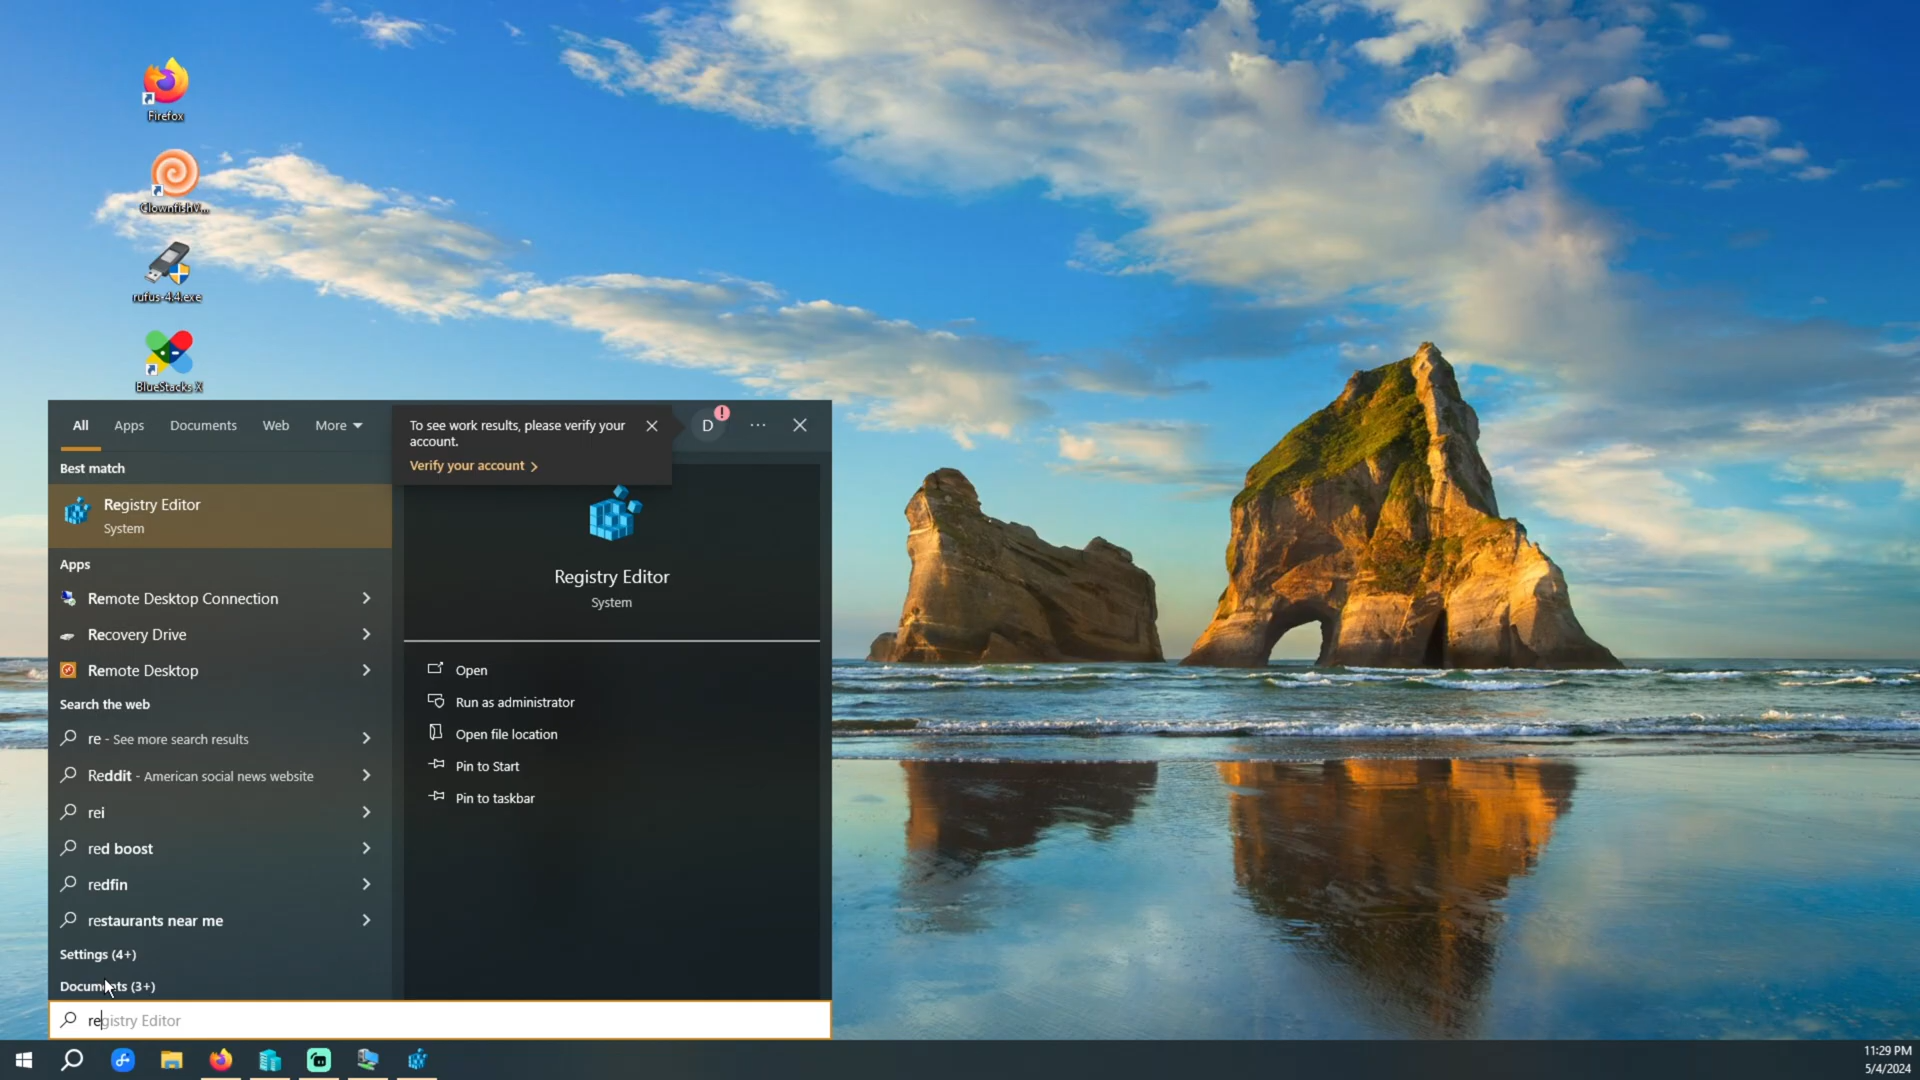 Firefox
ClownfishV...
rufus-4.4.exe
BlueStacks X
All
Apps
Documents
Web
More
To see work results, please verify your
account.
Verify your account
D
!
Best match
Registry Editor
System
Apps
Remote Desktop Connection
Recovery Drive
Remote Desktop
Search the web
re - See more search results
Reddit - American social news website
rei
red boost
redfin
restaurants near me
Settings (4+)
Documents (3+)
Registry Editor
System
Open
Run as administrator
Open file location
Pin to Start
Pin to taskbar
registry Editor
11:29 PM
5/4/2024